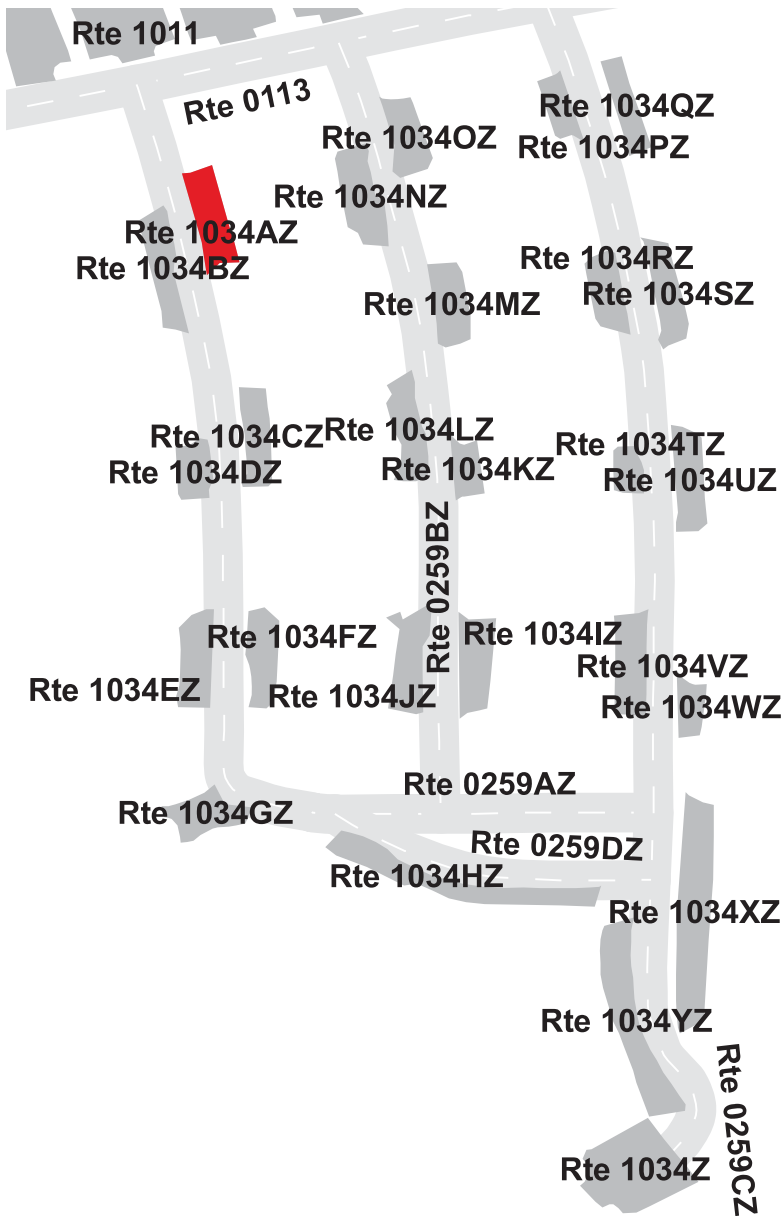 Rte 1011
Rte 0113
Rte 1034QZ
Rte 1034OZ
Rte 1034PZ
Rte 1034NZ
Rte 1034AZ
Rte 1034BZ
Rte 1034RZ
Rte 1034SZ
Rte 1034MZ
Rte 1034CZ
Rte 1034LZ
Rte 1034TZ
Rte 1034DZ
Rte 1034KZ
Rte 1034UZ
Rte 0259BZ
Rte 1034FZ
Rte 1034IZ
Rte 1034VZ
Rte 1034EZ
Rte 1034JZ
Rte 1034WZ
Rte 0259AZ
Rte 1034GZ
Rte 0259DZ
Rte 1034HZ
Rte 1034XZ
Rte 1034YZ
Rte 0259CZ
Rte 1034Z